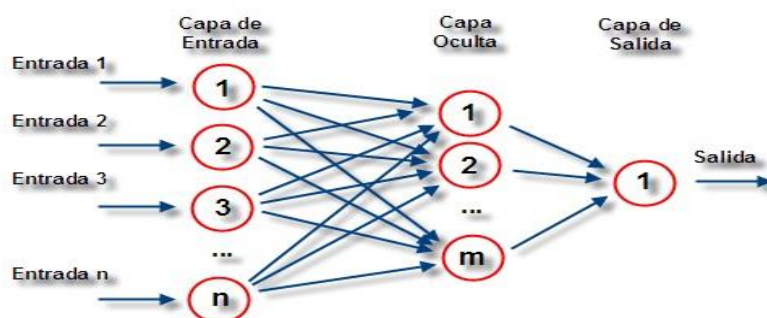 Capa de
Entrada
Capa
Oculta
Capa de
Salida
Entrada 1
Entrada 2
Entrada 3
Entrada n
1
2
3
...
n
1
2
...
m
1
Salida